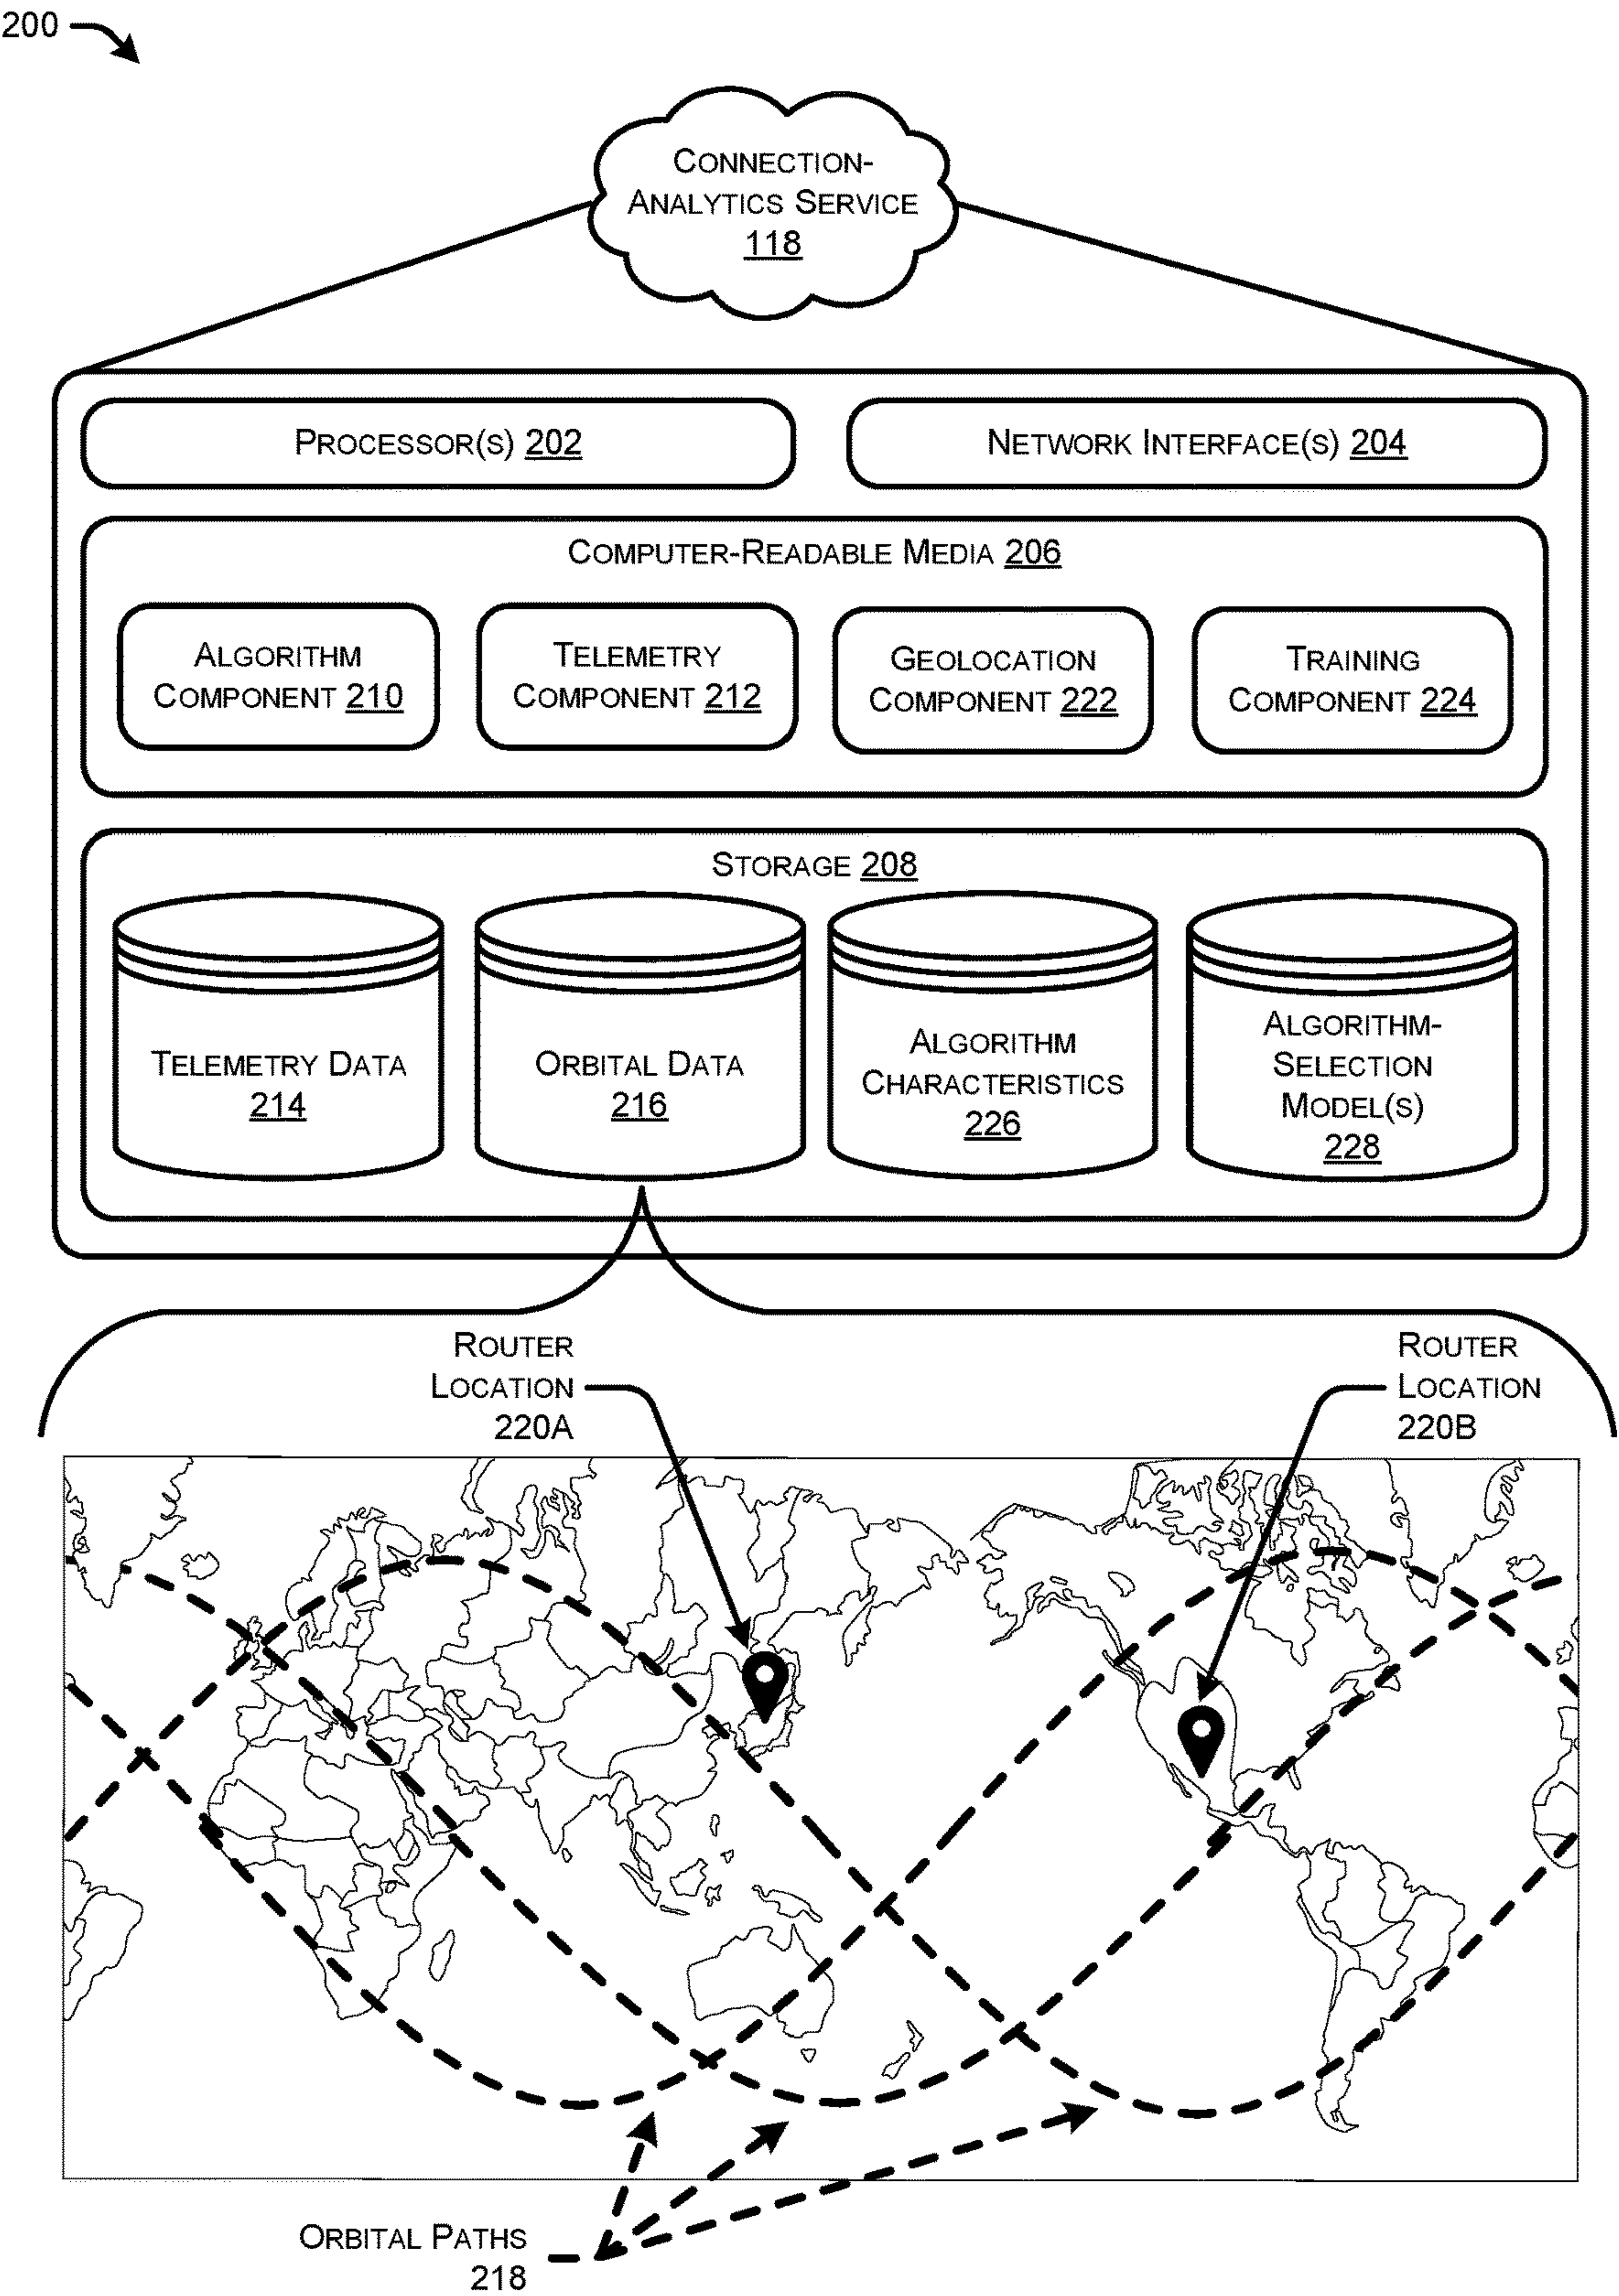 200
CONNECTION-
ANALYTICS SERVICE
118
PROCESSOR(S) 202
NETWORK INTERFACE(S) 204
COMPUTER-READABLE MEDIA 206
ALGORITHM
COMPONENT 210
TELEMETRY
COMPONENT 212
GEOLOCATION
COMPONENT 222
TRAINING
COMPONENT 224
STORAGE 208
TELEMETRY DATA
214
ORBITAL DATA
216
ALGORITHM
CHARACTERISTICS
226
ALGORITHM-
SELECTION
MODEL(S)
228
ROUTER
LOCATION
220A
ROUTER
LOCATION
220B
ORBITAL PATHS
218